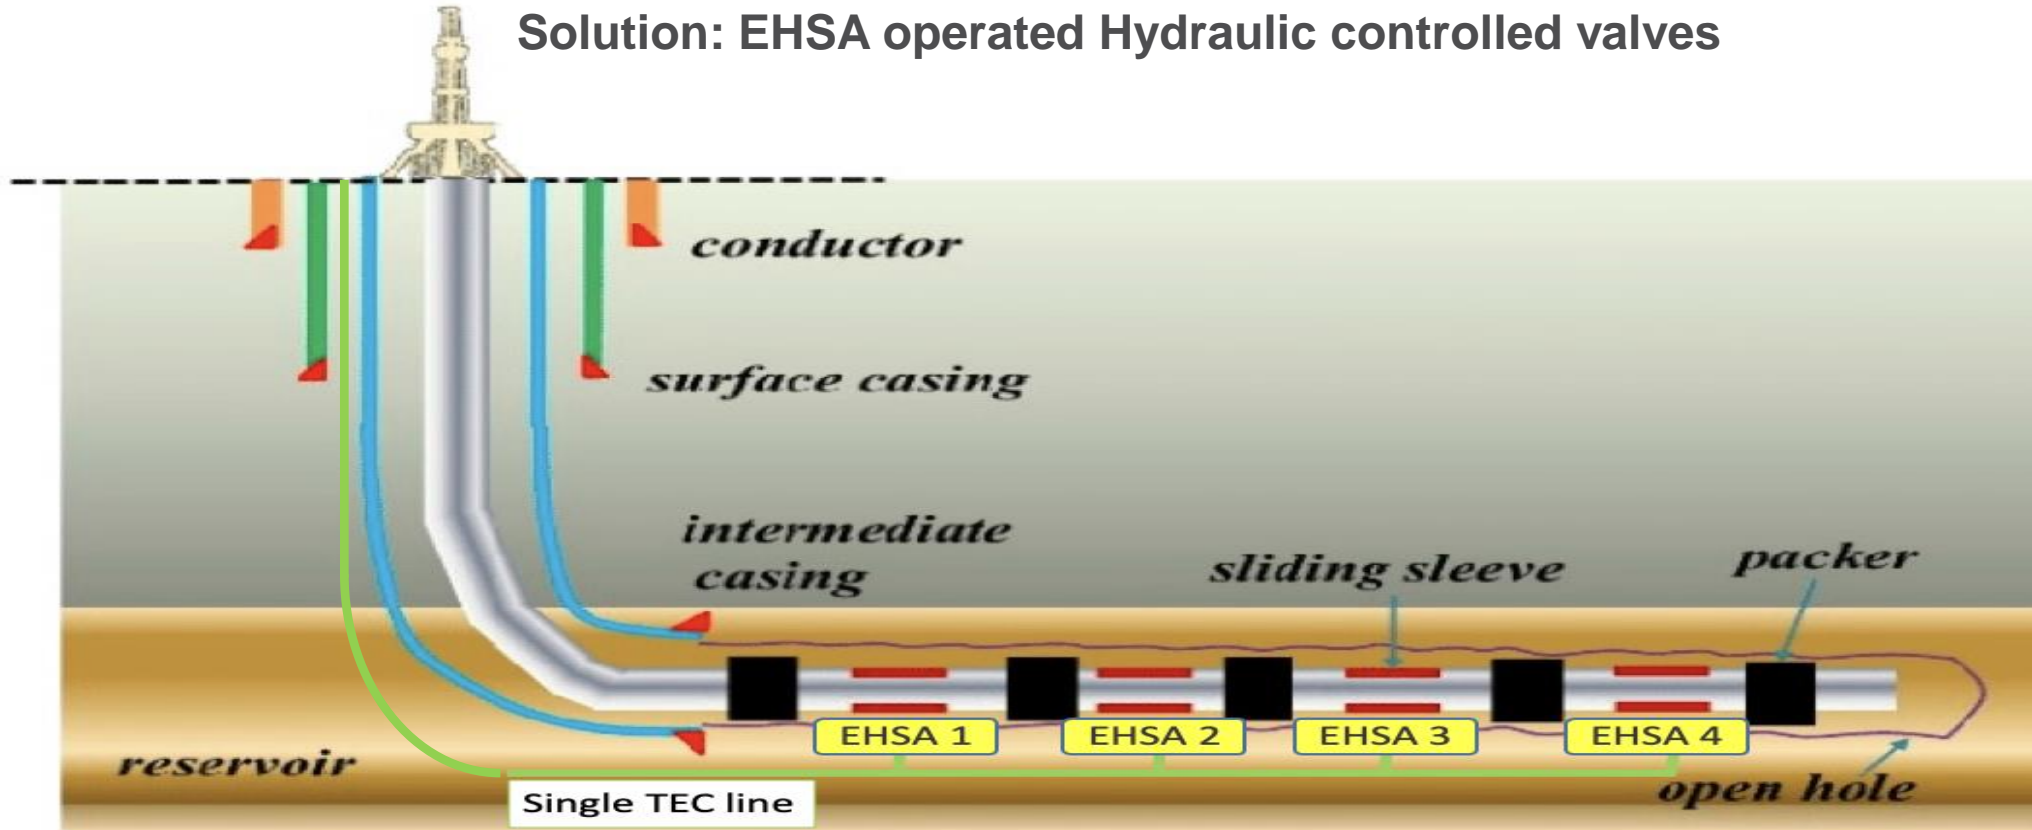 Solution: EHSA operated Hydraulic controlled valves
conductor
surface casing
intermediate
casing
sliding sleeve
packer
EHSA 1
EHSA 2
EHSA 3
EHSA 4
reservoir
open hole
Single TEC line